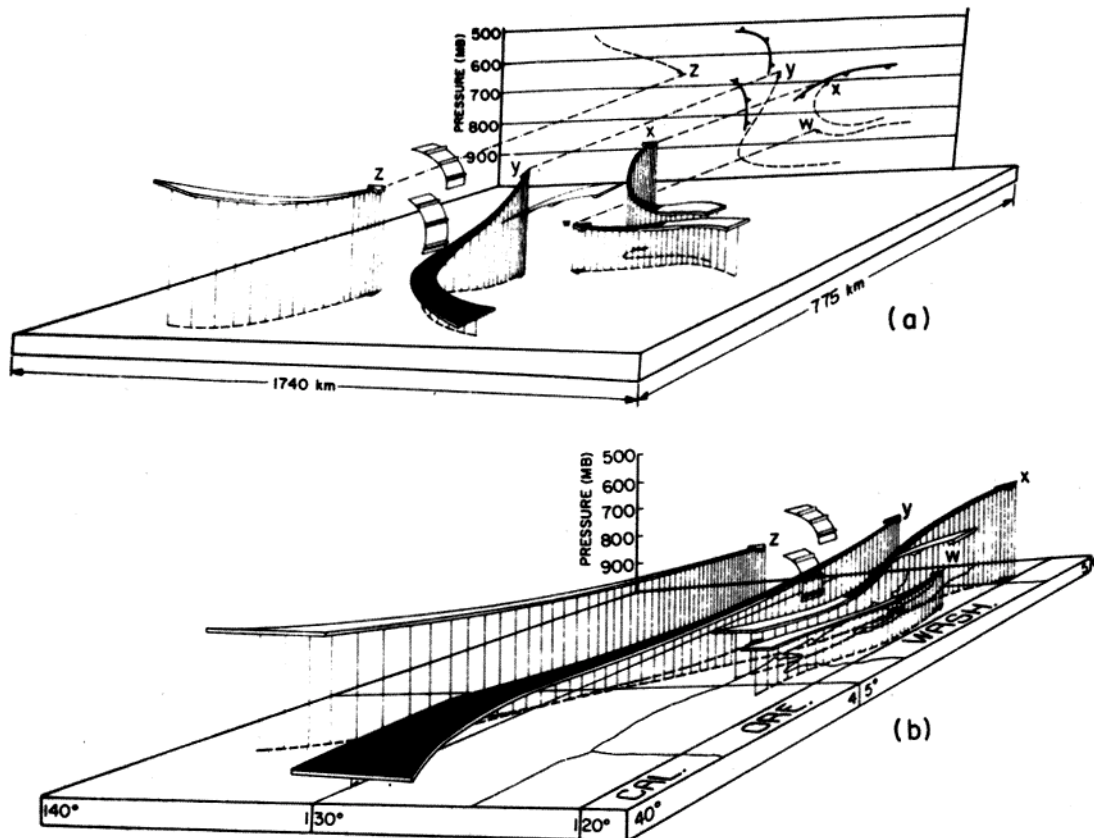 PRESSURE (MB)
500
600
700
800
900
z
y
x
w
z
y
x
w
775 km
(a)
1740 km
PRESSURE (MB)
500
600
700
800
900
x
y
z
w
WASH.
ORE.
CAL.
45°
(b)
140°
130°
120°
40°